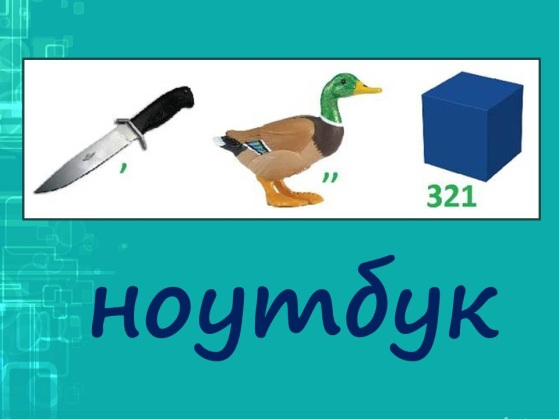 , ,, 321
ноутбук